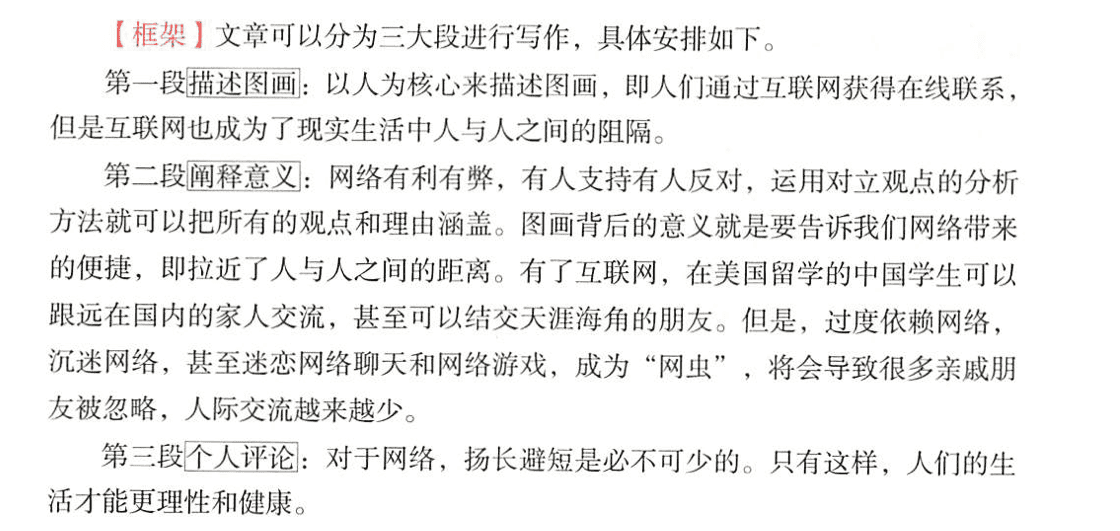 【框架】文章可以分为三大段进行写作，具体安排如下。
第一段描述图画：以人为核心来描述图画，即人们通过互联网获得在线联系，
但是互联网也成为了现实生活中人与人之间的阻隔。
第二段阐释意义：网络有利有弊，有人支持有人反对，运用对立观点的分析
方法就可以把所有的观点和理由涵盖。图画背后的意义就是要告诉我们网络带来
的便捷，即拉近了人与人之间的距离。有了互联网，在美国留学的中国学生可以
跟远在国内的家人交流，甚至可以结交天涯海角的朋友。但是，过度依赖网络，
沉迷网络，甚至迷恋网络聊天和网络游戏，成为“网虫”，将会导致很多亲戚朋
友被忽略，人际交流越来越少。
第三段个人评论：对于网络，扬长避短是必不可少的。只有这样，人们的生
活才能更理性和健康。